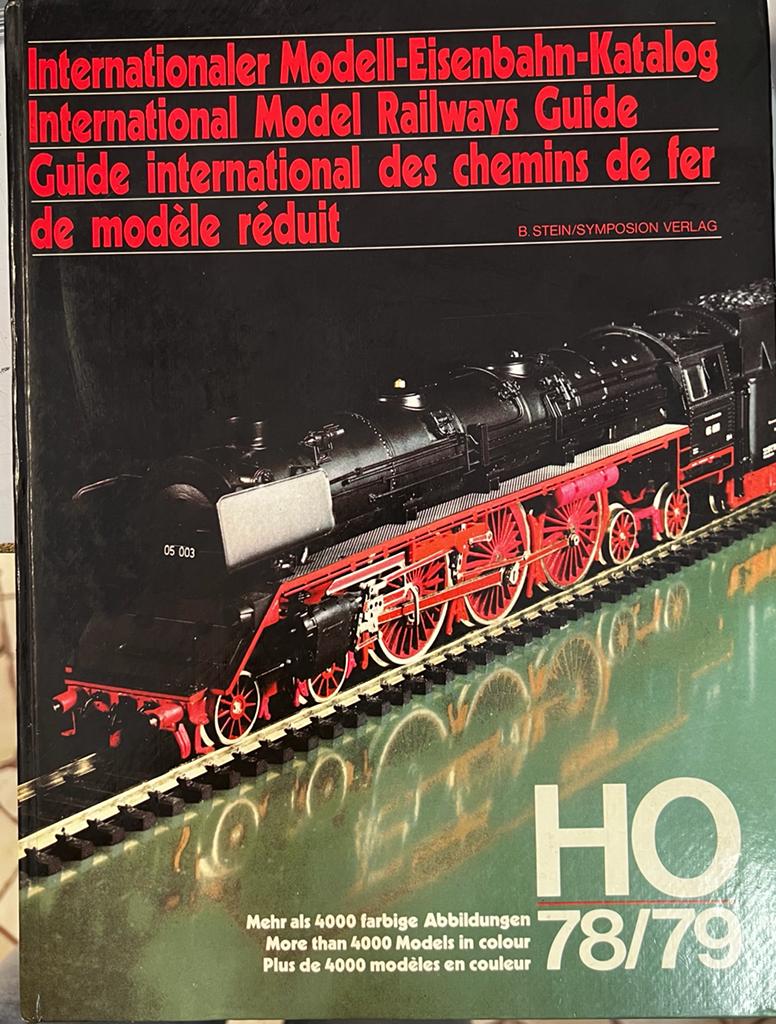 Internationaler Modell-Eisenbahn-Katalog
International Model Railways Guide
Guide international des chemins de fer
de modèle réduit
B. STEIN/SYMPOSION VERLAG
05 003
HO
78/79
Mehr als 4000 farbige Abbildungen
More than 4000 Models in colour
Plus de 4000 modèles en couleur